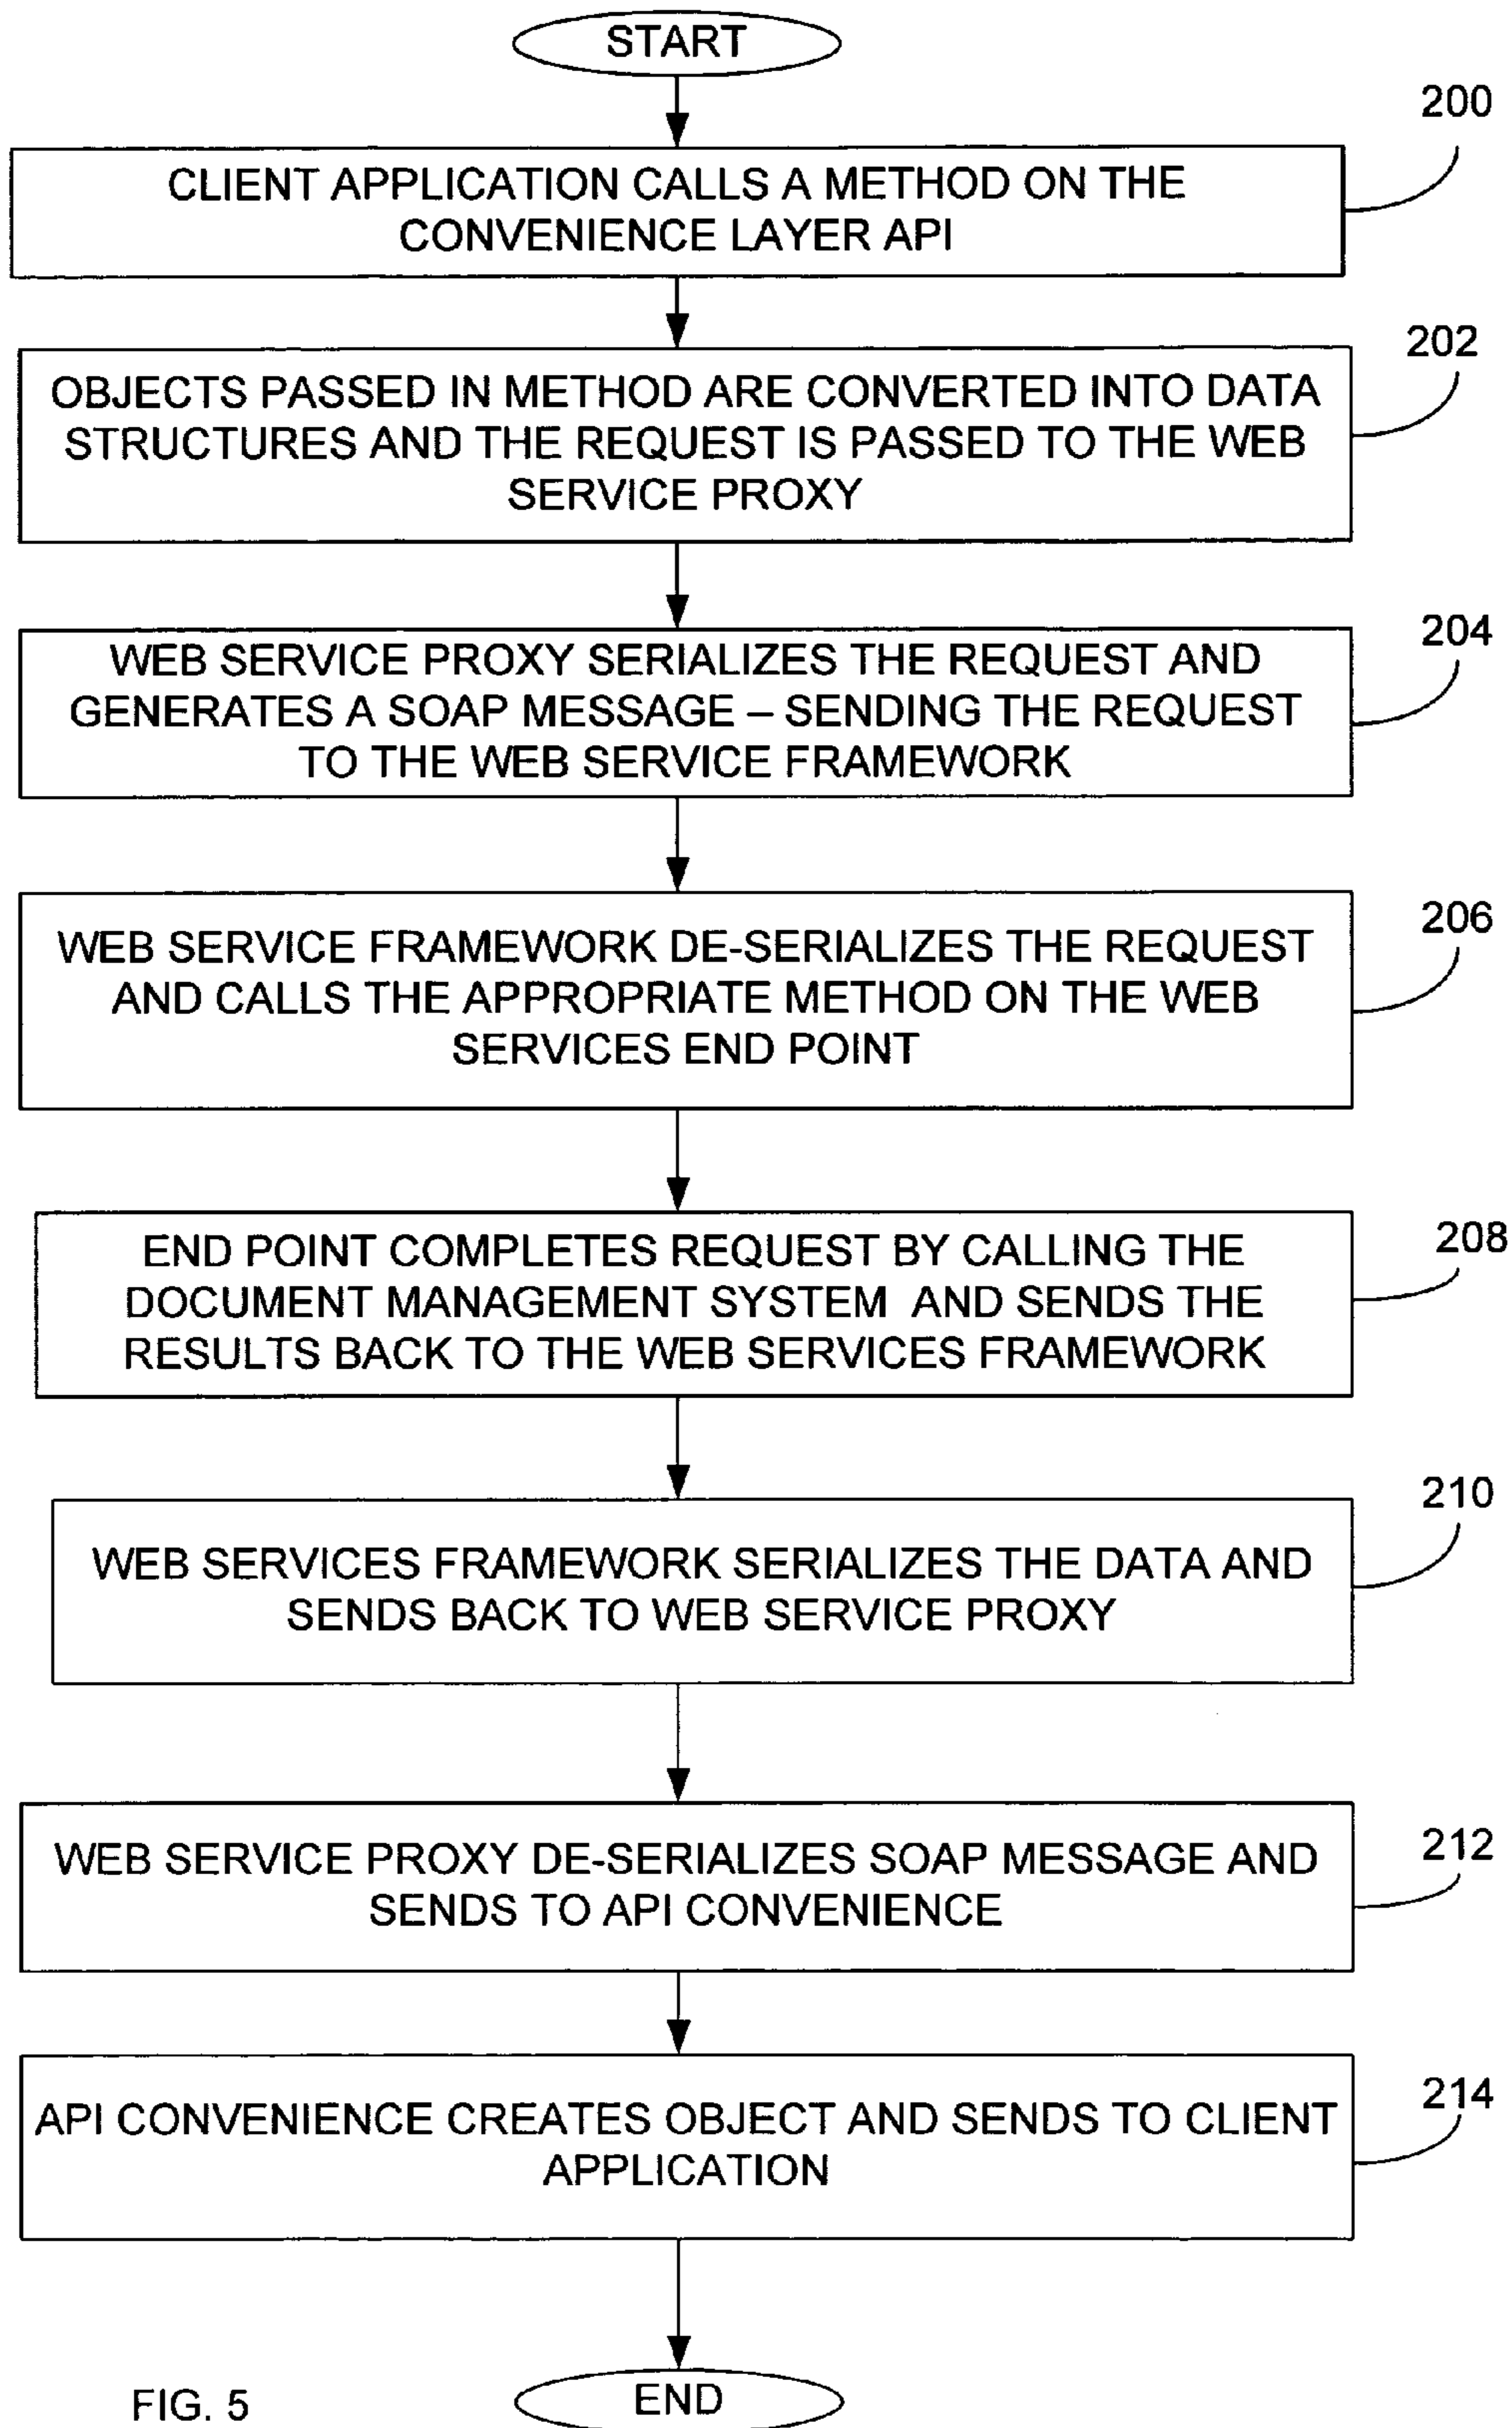 START
200
CLIENT APPLICATION CALLS A METHOD ON THE
CONVENIENCE LAYER API
202
OBJECTS PASSED IN METHOD ARE CONVERTED INTO DATA
STRUCTURES AND THE REQUEST IS PASSED TO THE WEB
SERVICE PROXY
204
WEB SERVICE PROXY SERIALIZES THE REQUEST AND
GENERATES A SOAP MESSAGE – SENDING THE REQUEST
TO THE WEB SERVICE FRAMEWORK
206
WEB SERVICE FRAMEWORK DE-SERIALIZES THE REQUEST
AND CALLS THE APPROPRIATE METHOD ON THE WEB
SERVICES END POINT
208
END POINT COMPLETES REQUEST BY CALLING THE
DOCUMENT MANAGEMENT SYSTEM AND SENDS THE
RESULTS BACK TO THE WEB SERVICES FRAMEWORK
210
WEB SERVICES FRAMEWORK SERIALIZES THE DATA AND
SENDS BACK TO WEB SERVICE PROXY
212
WEB SERVICE PROXY DE-SERIALIZES SOAP MESSAGE AND
SENDS TO API CONVENIENCE
214
API CONVENIENCE CREATES OBJECT AND SENDS TO CLIENT
APPLICATION
END
FIG. 5